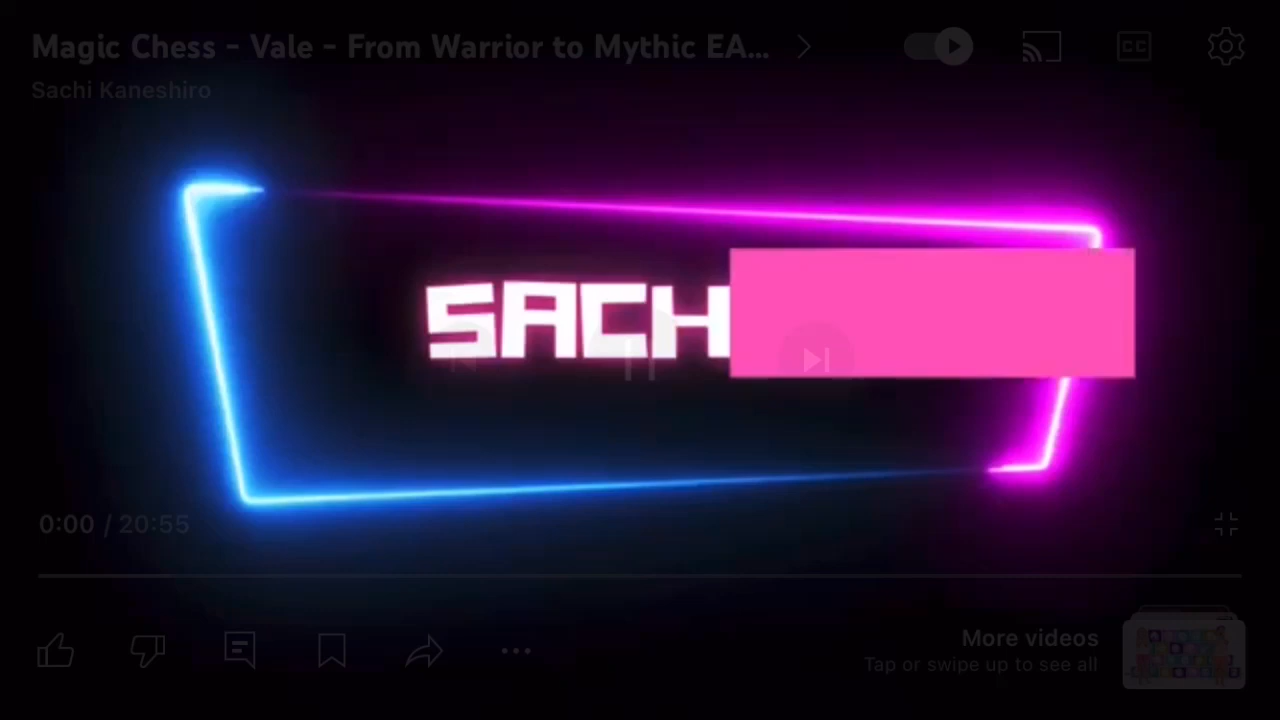 Magic Chess - Vale - From Warrior to Mythic EA...
Sachi Kaneshiro
CC
SACH
0:00 / 20:55
More videos
Tap or swipe up to see all